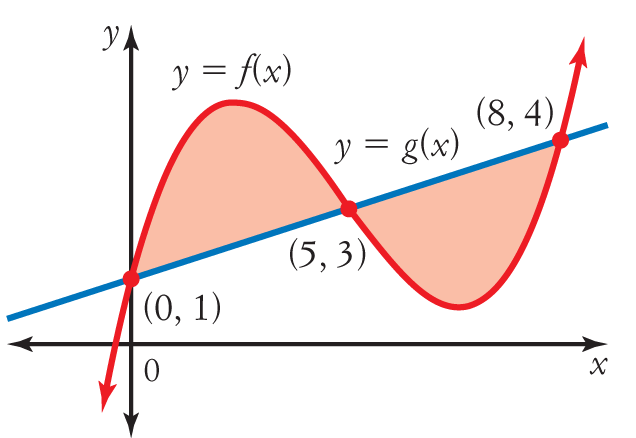 y
y = f(x)
(8, 4)
y = g(x)
(5, 3)
(0, 1)
0
x